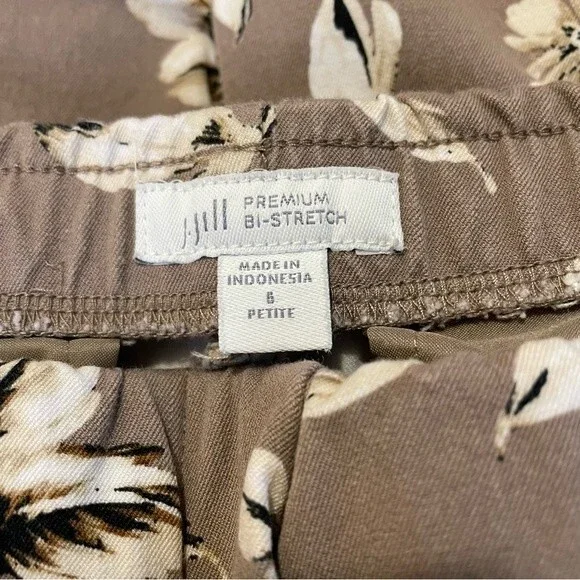 J.Jill PREMIUM
BI-STRETCH
MADE IN
INDONESIA
6
PETITE